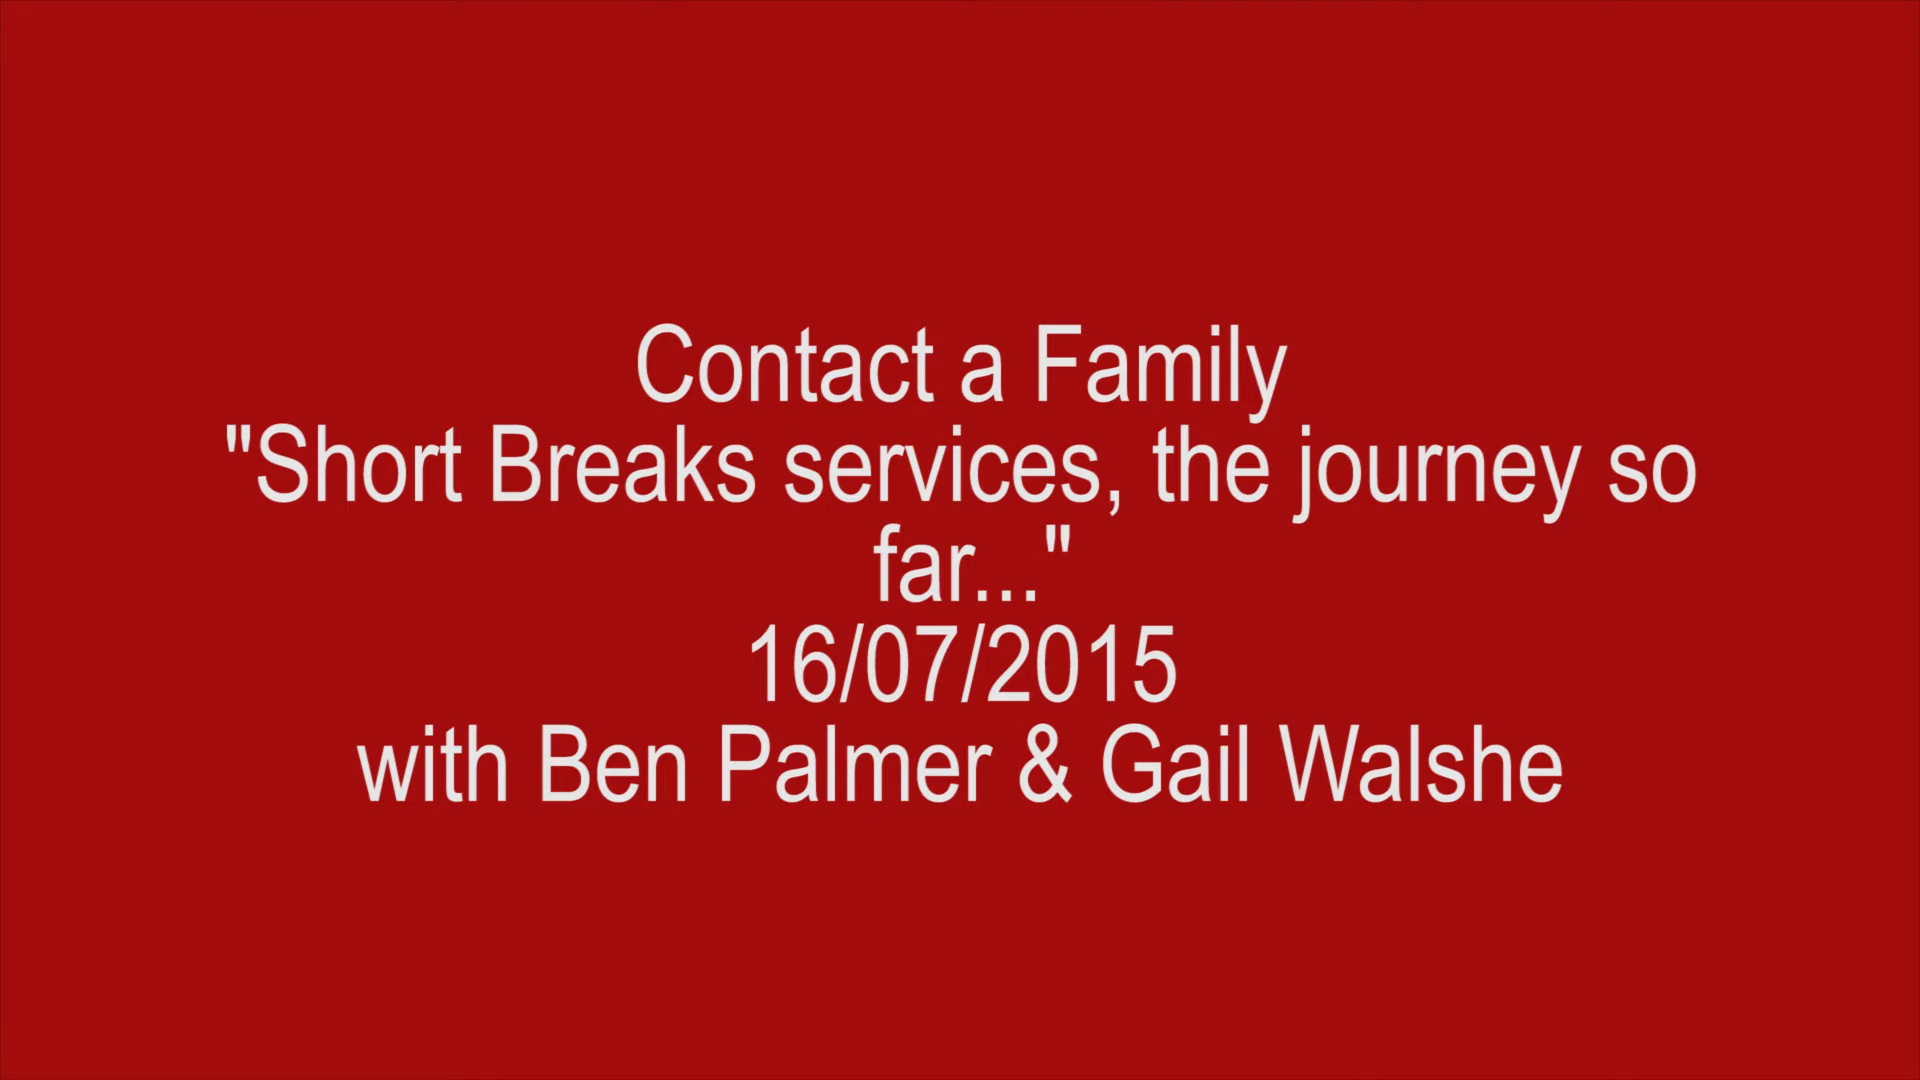 Contact a Family
"Short Breaks services, the journey so
far..."
16/07/2015
with Ben Palmer & Gail Walshe